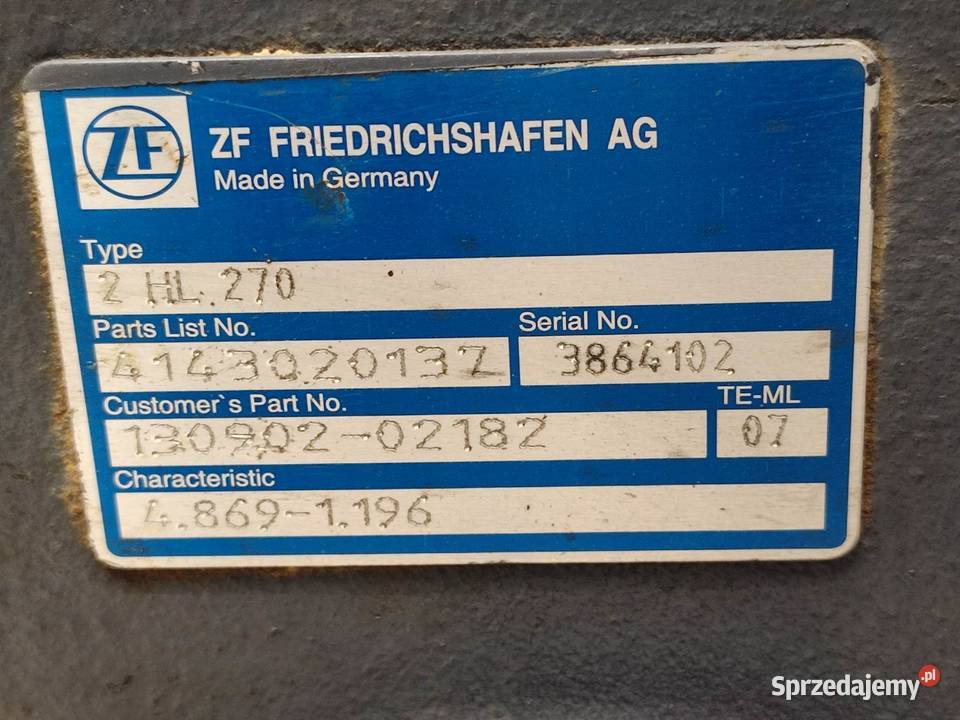 ZF
ZF FRIEDRICHSHAFEN AG
Made in Germany
Type
2 HL 270
Parts List No.
Serial No.
4143020137
3864102
Customer`s Part No.
TE-ML
130902-02182
07
Characteristic
4.869-1.196
Sprzedajemy.pl